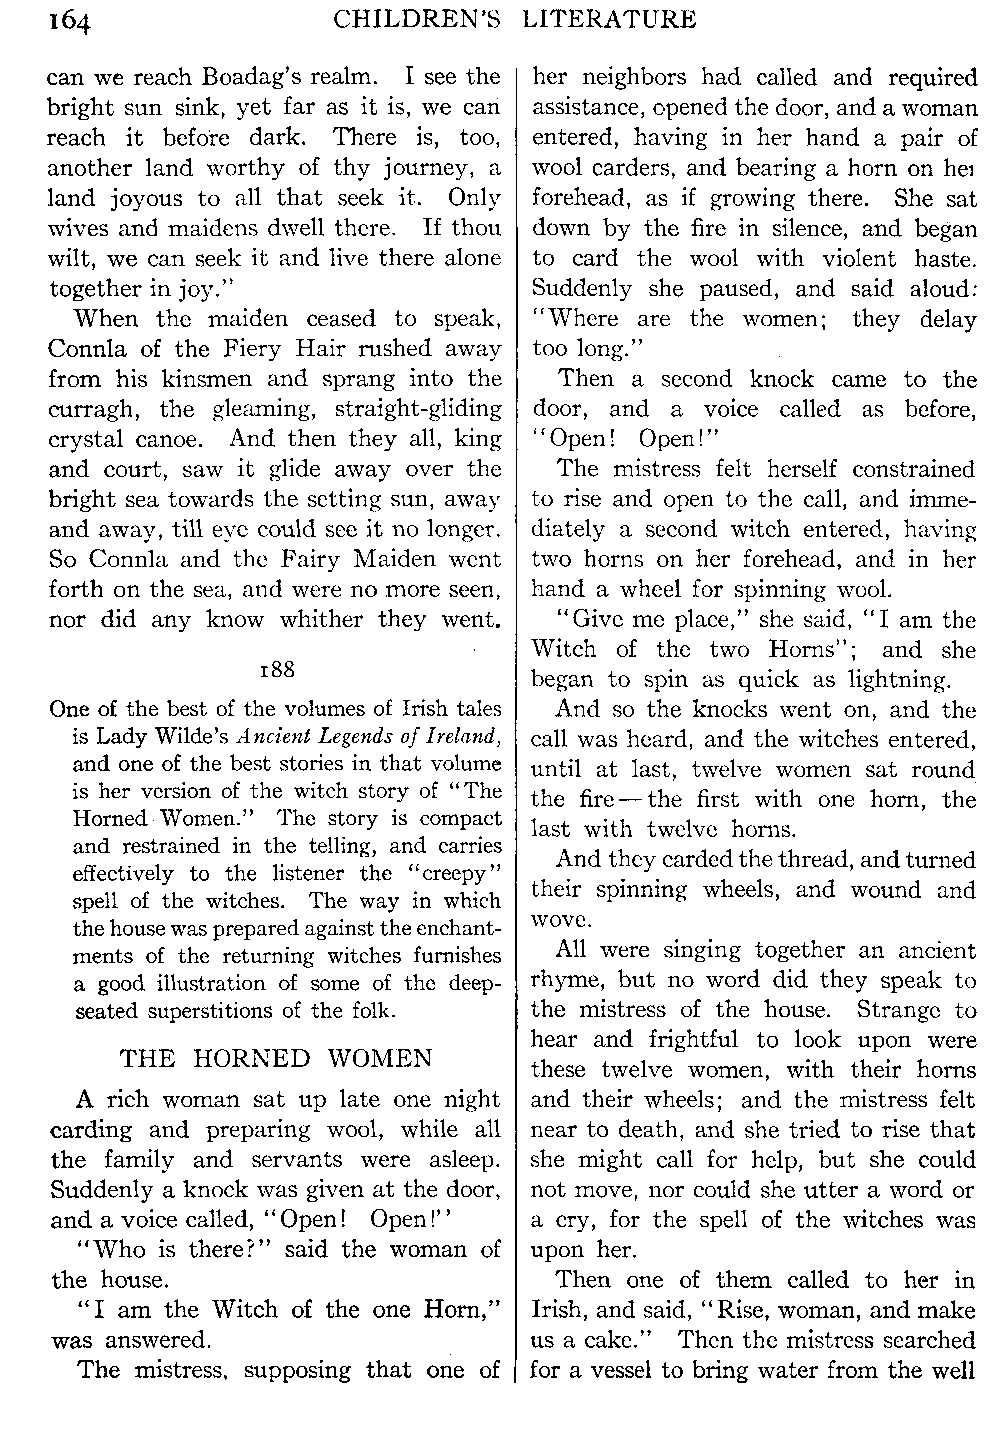 164 CHILDREN'S LITERATURE
can we reach Boadag's realm. I see the
bright sun sink, yet far as it is, we can
reach it before dark. There is, too,
another land worthy of thy journey, a
land joyous to all that seek it. Only
wives and maidens dwell there. If thou
wilt, we can seek it and live there alone
together in joy."
When the maiden ceased to speak,
Connla of the Fiery Hair rushed away
from his kinsmen and sprang into the
curragh, the gleaming, straight-gliding
crystal canoe. And then they all, king
and court, saw it glide away over the
bright sea towards the setting sun, away
and away, till eye could see it no longer.
So Connla and the Fairy Maiden went
forth on the sea, and were no more seen,
nor did any know whither they went.
188
One of the best of the volumes of Irish tales
is Lady Wilde's Ancient Legends of Ireland,
and one of the best stories in that volume
is her version of the witch story of "The
Horned Women." The story is compact
and restrained in the telling, and carries
effectively to the listener the "creepy"
spell of the witches. The way in which
the house was prepared against the enchant-
ments of the returning witches furnishes
a good illustration of some of the deep-
seated superstitions of the folk.
THE HORNED WOMEN
A rich woman sat up late one night
carding and preparing wool, while all
the family and servants were asleep.
Suddenly a knock was given at the door,
and a voice called, "Open! Open!"
"Who is there?" said the woman of
the house.
"I am the Witch of the one Horn,"
was answered.
The mistress, supposing that one of
her neighbors had called and required
assistance, opened the door, and a woman
entered, having in her hand a pair of
wool carders, and bearing a horn on her
forehead, as if growing there. She sat
down by the fire in silence, and began
to card the wool with violent haste.
Suddenly she paused, and said aloud:
"Where are the women; they delay
too long."
Then a second knock came to the
door, and a voice called as before,
"Open! Open!"
The mistress felt herself constrained
to rise and open to the call, and imme-
diately a second witch entered, having
two horns on her forehead, and in her
hand a wheel for spinning wool.
"Give me place," she said, "I am the
Witch of the two Horns"; and she
began to spin as quick as lightning.
And so the knocks went on, and the
call was heard, and the witches entered,
until at last, twelve women sat round
the fire—the first with one horn, the
last with twelve horns.
And they carded the thread, and turned
their spinning wheels, and wound and
wove.
All were singing together an ancient
rhyme, but no word did they speak to
the mistress of the house. Strange to
hear and frightful to look upon were
these twelve women, with their horns
and their wheels; and the mistress felt
near to death, and she tried to rise that
she might call for help, but she could
not move, nor could she utter a word or
a cry, for the spell of the witches was
upon her.
Then one of them called to her in
Irish, and said, "Rise, woman, and make
us a cake." Then the mistress searched
for a vessel to bring water from the well